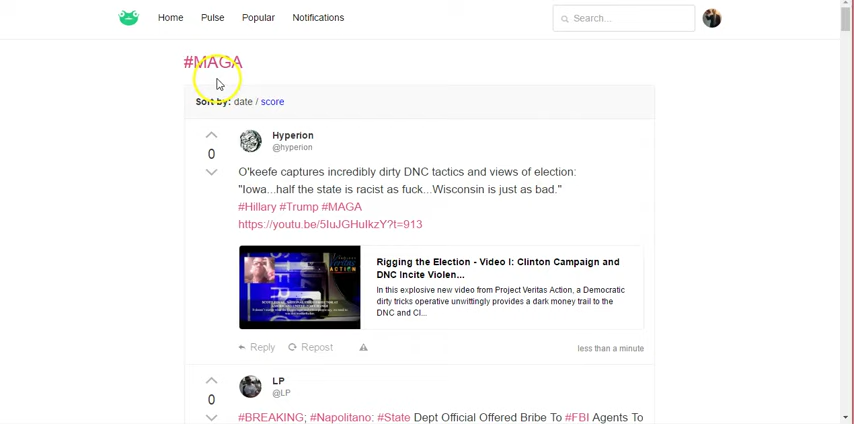 Home Pulse Popular Notifications Search...
#MAGA
Sort by: date / score
Hyperion
@hyperion
0
O'keefe captures incredibly dirty DNC tactics and views of election:
"Iowa...half the state is racist as fuck...Wisconsin is just as bad."
#Hillary #Trump #MAGA
https://youtu.be/5IuJGHuIkzY?t=913
Rigging the Election - Video I: Clinton Campaign and
DNC Incite Violen...
In this explosive new video from Project Veritas Action, a Democratic
dirty tricks operative unwittingly provides a dark money trail to the
DNC and Cl...
Reply Repost less than a minute
LP
@LP
0
#BREAKING; #Napolitano: #State Dept Official Offered Bribe To #FBI Agents To